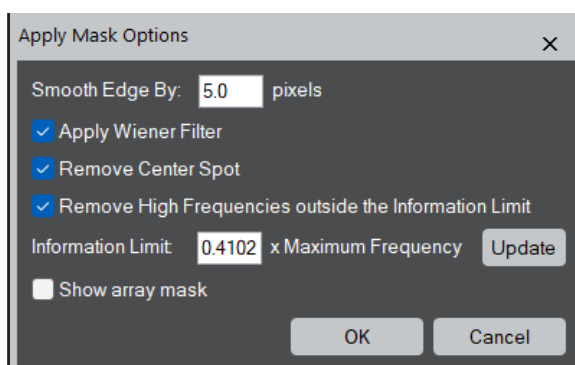 Apply Mask Options
Smooth Edge By: 5.0 pixels
Apply Wiener Filter
Remove Center Spot
Remove High Frequencies outside the Information Limit
Information Limit: 0.4102 x Maximum Frequency Update
Show array mask
OK Cancel